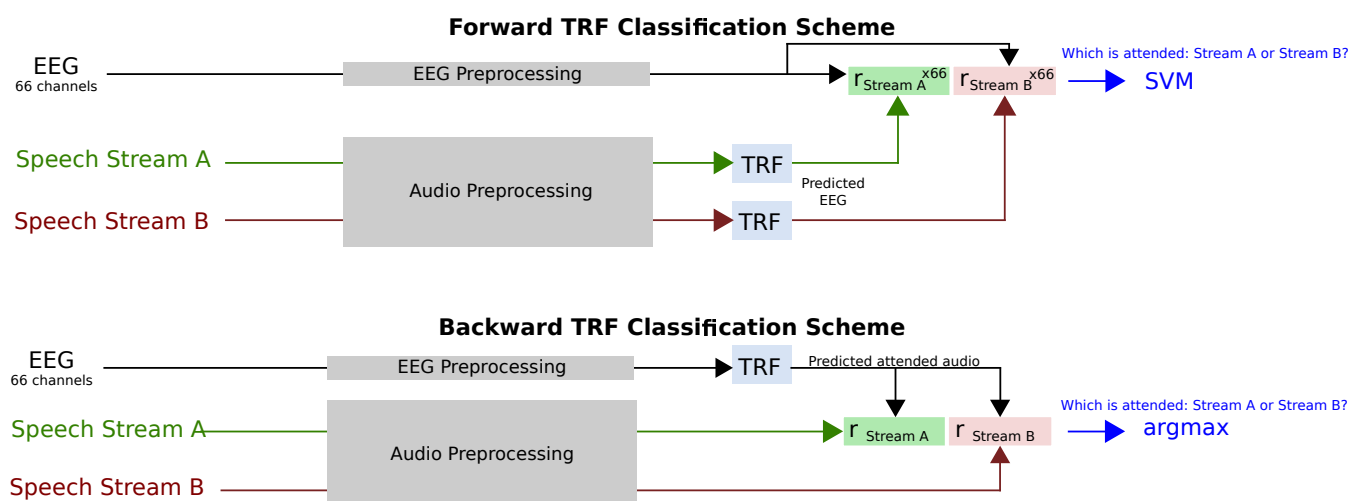 Forward TRF Classification Scheme
EEG
66 channels
EEG Preprocessing
r Stream A x66
r Stream B x66
Which is attended: Stream A or Stream B?
SVM
Speech Stream A
Audio Preprocessing
TRF
Predicted
EEG
Speech Stream B
TRF
Backward TRF Classification Scheme
EEG
66 channels
EEG Preprocessing
TRF
Predicted attended audio
Speech Stream A
r Stream A
r Stream B
Which is attended: Stream A or Stream B?
argmax
Audio Preprocessing
Speech Stream B